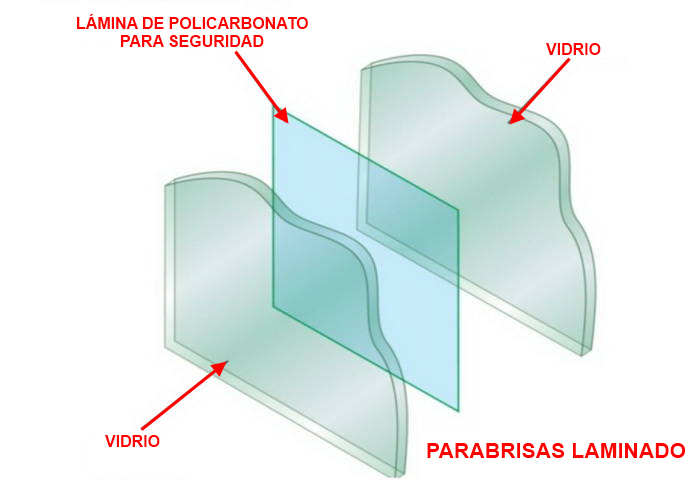 LÁMINA DE POLICARBONATO
PARA SEGURIDAD
VIDRIO
VIDRIO
PARABRISAS LAMINADO